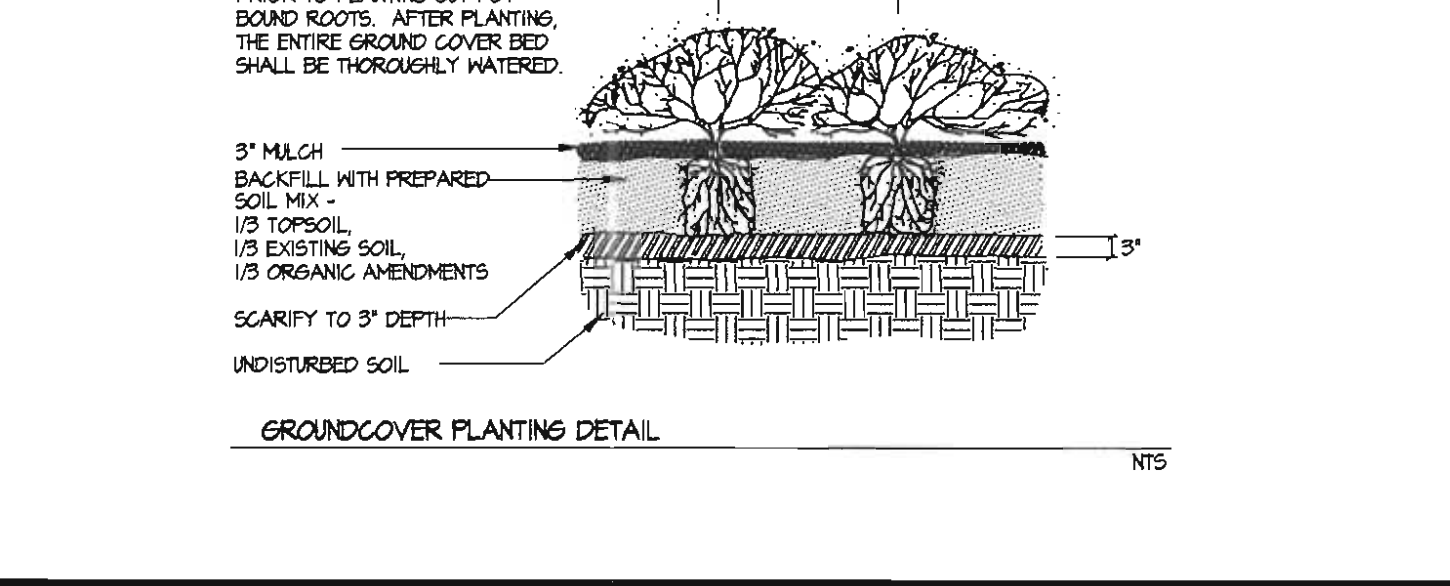 BOUND ROOTS. AFTER PLANTING,
THE ENTIRE GROUND COVER BED
SHALL BE THOROUGHLY WATERED.
3" MULCH
BACKFILL WITH PREPARED
SOIL MIX -
1/3 TOPSOIL,
1/3 EXISTING SOIL,
1/3 ORGANIC AMENDMENTS
3"
SCARIFY TO 3" DEPTH
UNDISTURBED SOIL
GROUNDCOVER PLANTING DETAIL
NTS